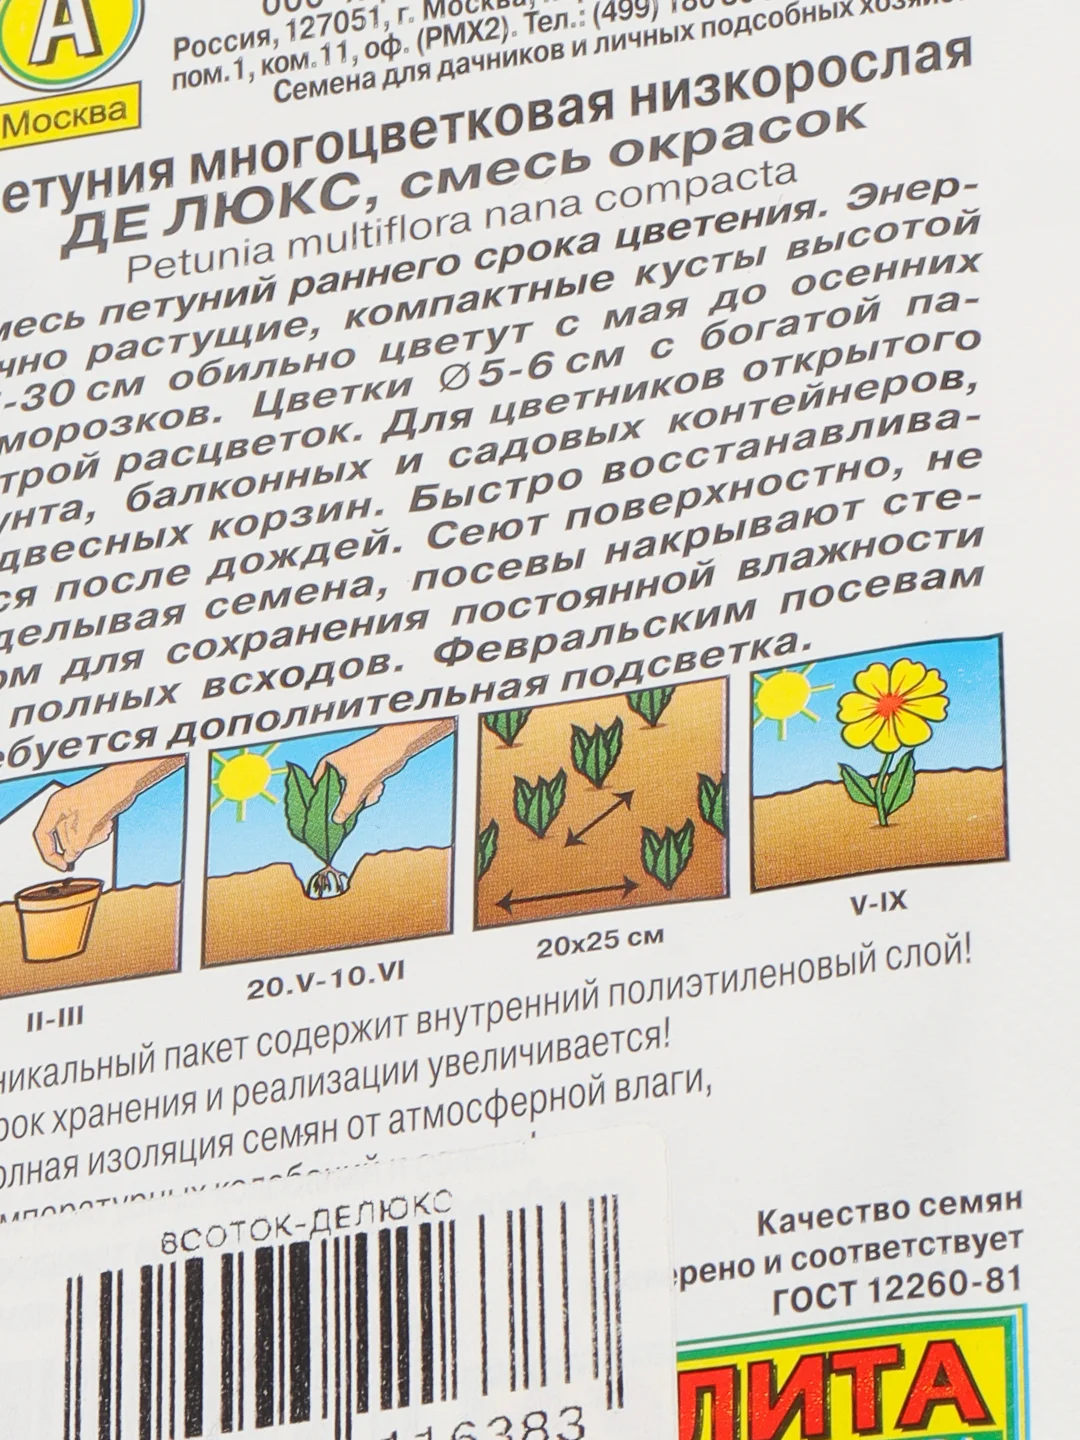 А
Москва
Россия, 127051, г. Москва,
пом.1, ком.11, оф. (РМХ2). Тел.: (499)
Семена для дачников и личных подсобных
етуния многоцветковая низкорослая
ДЕ ЛЮКС, смесь окрасок
Petunia multiflora nana compacta
месь петуний раннего срока цветения. Энер-
чно растущие, компактные кусты высотой
-30 см обильно цветут с мая до осенних
морозков. Цветки ∅5-6 см с богатой па-
трой расцветок. Для цветников открытого
унта, балконных и садовых контейнеров,
двесных корзин. Быстро восстанавлива-
ся после дождей. Сеют поверхностно, не
делывая семена, посевы накрывают сте-
ом для сохранения постоянной влажности
полных всходов. Февральским посевам
ебуется дополнительная подсветка.
II-III
20.V-10.VI
20x25 см
V-IX
никальный пакет содержит внутренний полиэтиленовый слой!
рок хранения и реализации увеличивается!
олная изоляция семян от атмосферной влаги,
8СОТОК-ДЕЛЮКС
116383
Качество семян
ерено и соответствует
ГОСТ 12260-81
ЛИТА